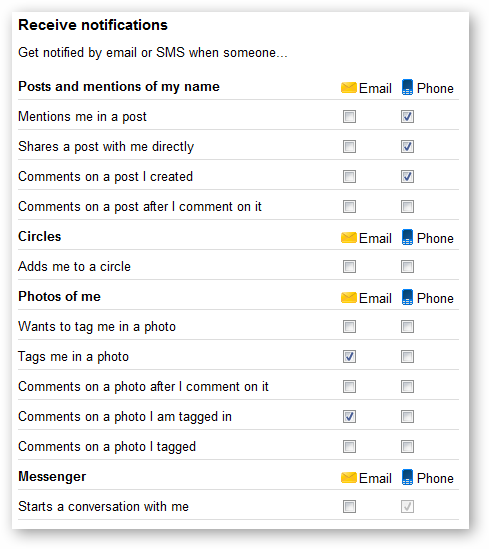 Receive notifications
Get notified by email or SMS when someone...
Posts and mentions of my name Email Phone
Mentions me in a post
Shares a post with me directly
Comments on a post I created
Comments on a post after I comment on it
Circles Email Phone
Adds me to a circle
Photos of me Email Phone
Wants to tag me in a photo
Tags me in a photo
Comments on a photo after I comment on it
Comments on a photo I am tagged in
Comments on a photo I tagged
Messenger Email Phone
Starts a conversation with me